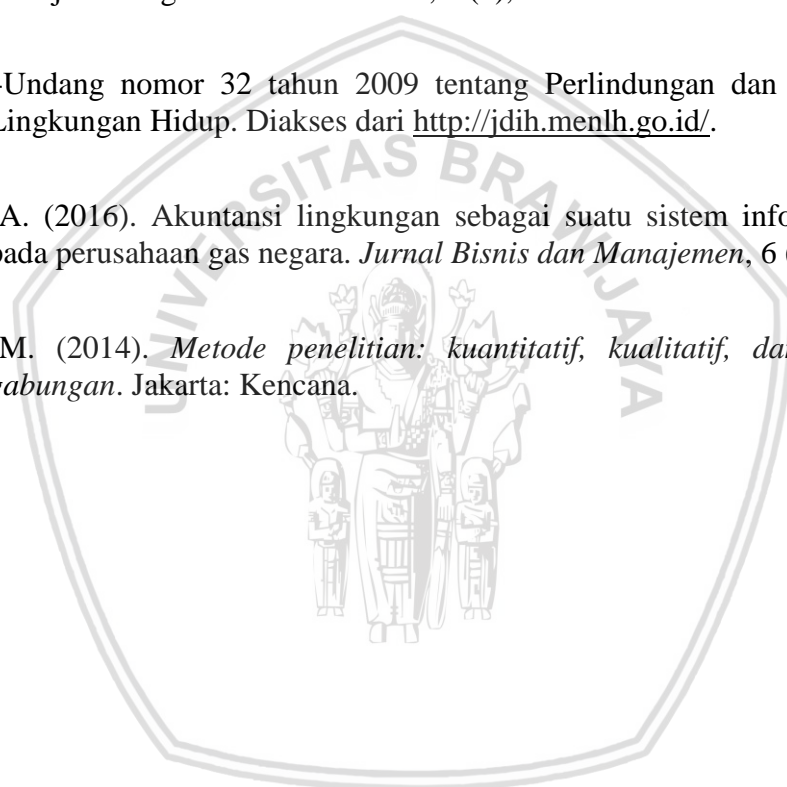 -Undang nomor 32 tahun 2009 tentang Perlindungan dan
Lingkungan Hidup. Diakses dari http://jdih.menlh.go.id/.
A. (2016). Akuntansi lingkungan sebagai suatu sistem info
pada perusahaan gas negara. Jurnal Bisnis dan Manajemen, 6
M. (2014). Metode penelitian: kuantitatif, kualitatif, dan
gabungan. Jakarta: Kencana.
UNIVERSITAS BRAWIJAYA